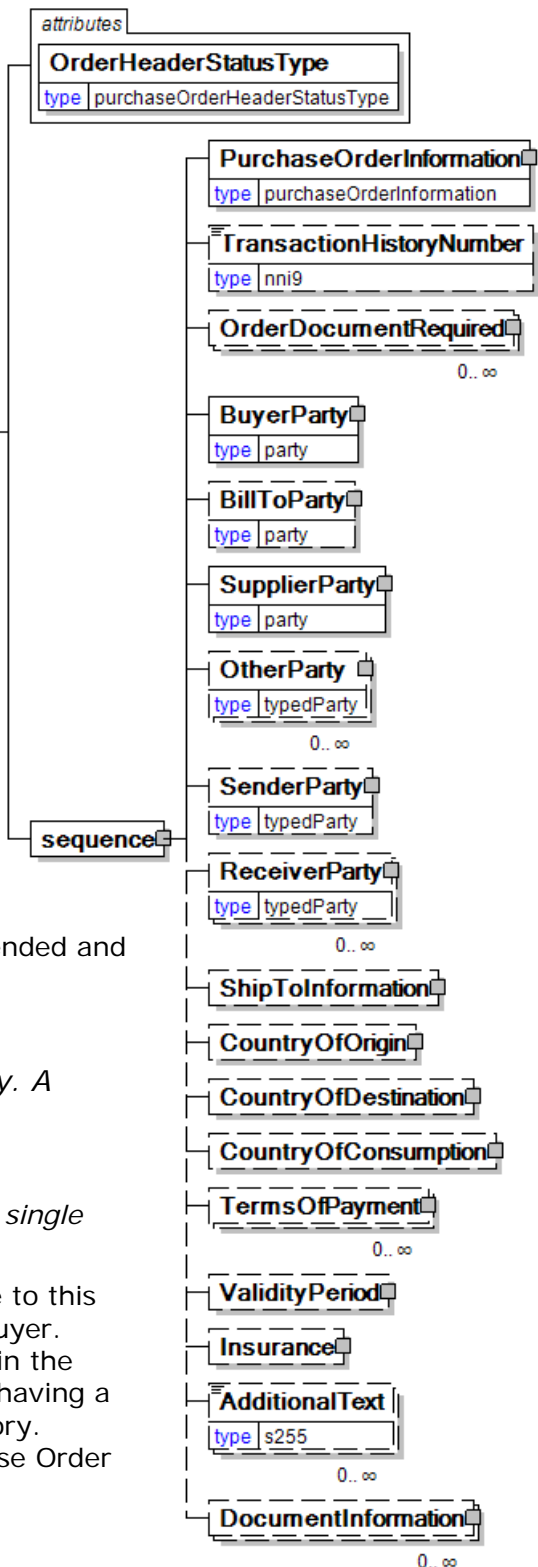 attributes
OrderHeaderStatusType
type purchaseOrderHeaderStatusType
PurchaseOrderInformation
type purchaseOrderInformation
TransactionHistoryNumber
type nni9
OrderDocumentRequired
0.. ∞
BuyerParty
type party
BillToParty
type party
SupplierParty
type party
OtherParty
type typedParty
0.. ∞
SenderParty
type typedParty
sequence
ReceiverParty
type typedParty
0.. ∞
ShipToInformation
CountryOfOrigin
CountryOfDestination
CountryOfConsumption
TermsOfPayment
0.. ∞
ValidityPeriod
Insurance
AdditionalText
type s255
0.. ∞
DocumentInformation
0.. ∞
ended and
y. A
single
e to this
uyer.
in the
having a
ory.
se Order